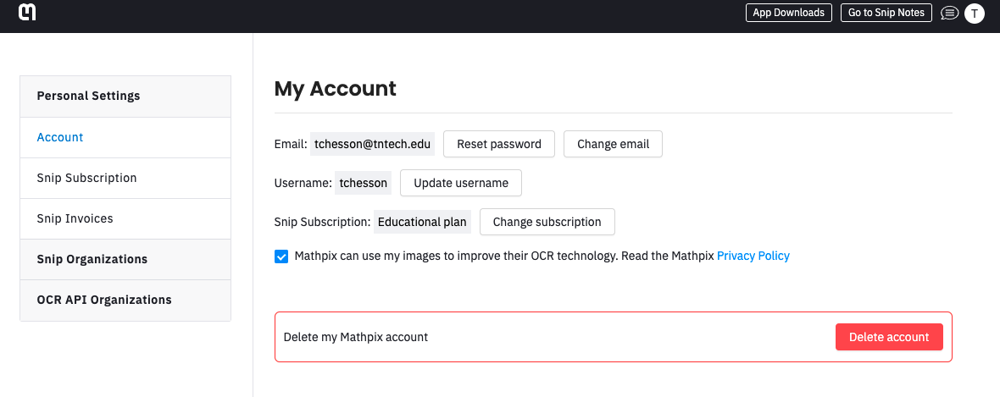 App Downloads Go to Snip Notes T
Personal Settings
Account
Snip Subscription
Snip Invoices
Snip Organizations
OCR API Organizations
My Account
Email: tchesson@tntech.edu Reset password Change email
Username: tchesson Update username
Snip Subscription: Educational plan Change subscription
Mathpix can use my images to improve their OCR technology. Read the Mathpix Privacy Policy
Delete my Mathpix account Delete account